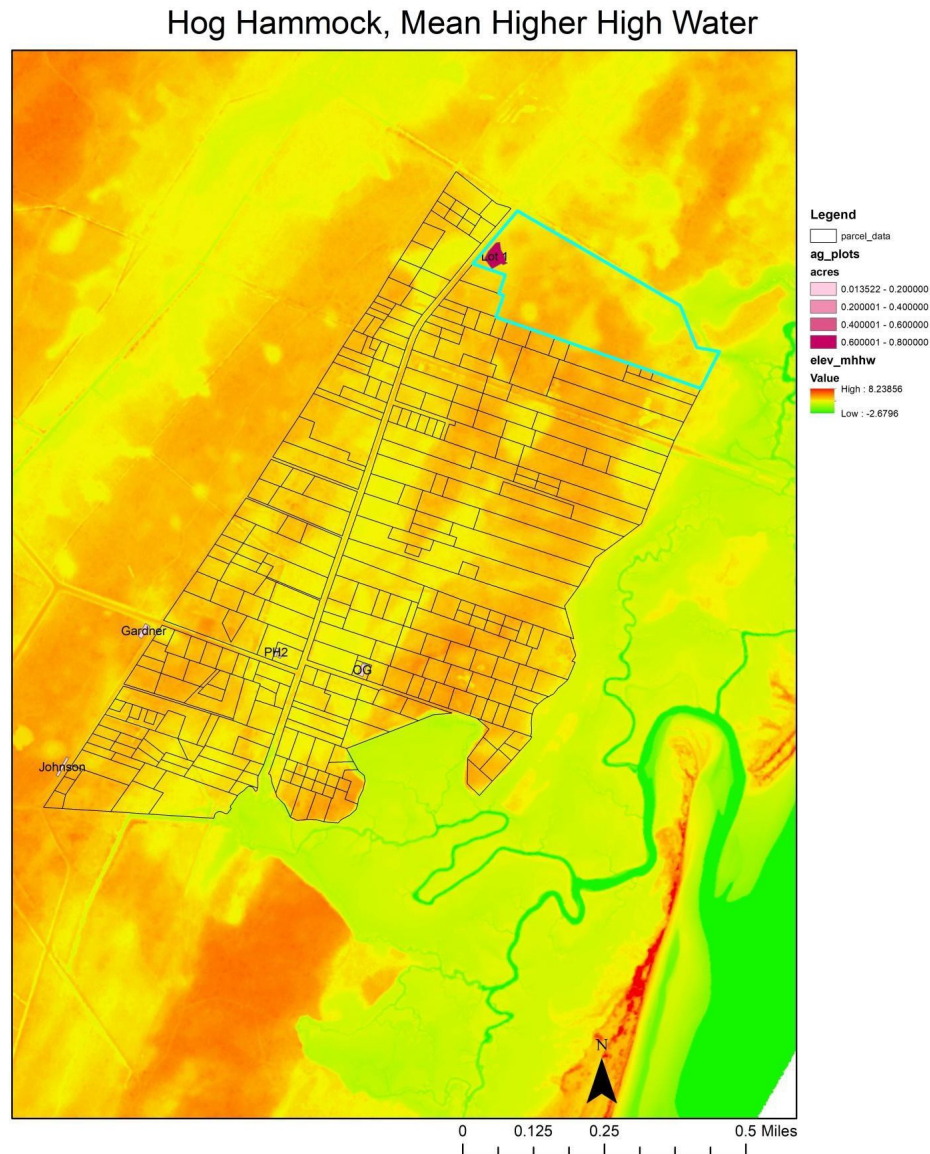 Hog Hammock, Mean Higher High Water
Legend
parcel_data
ag_plots
acres
0.013522 - 0.200000
0.200001 - 0.400000
0.400001 - 0.600000
0.600001 - 0.800000
elev_mhhw
Value
High : 8.23856
Low : -2.6796
Lot 1
Gardner
PH2
OG
Johnson
N
0 0.125 0.25 0.5 Miles